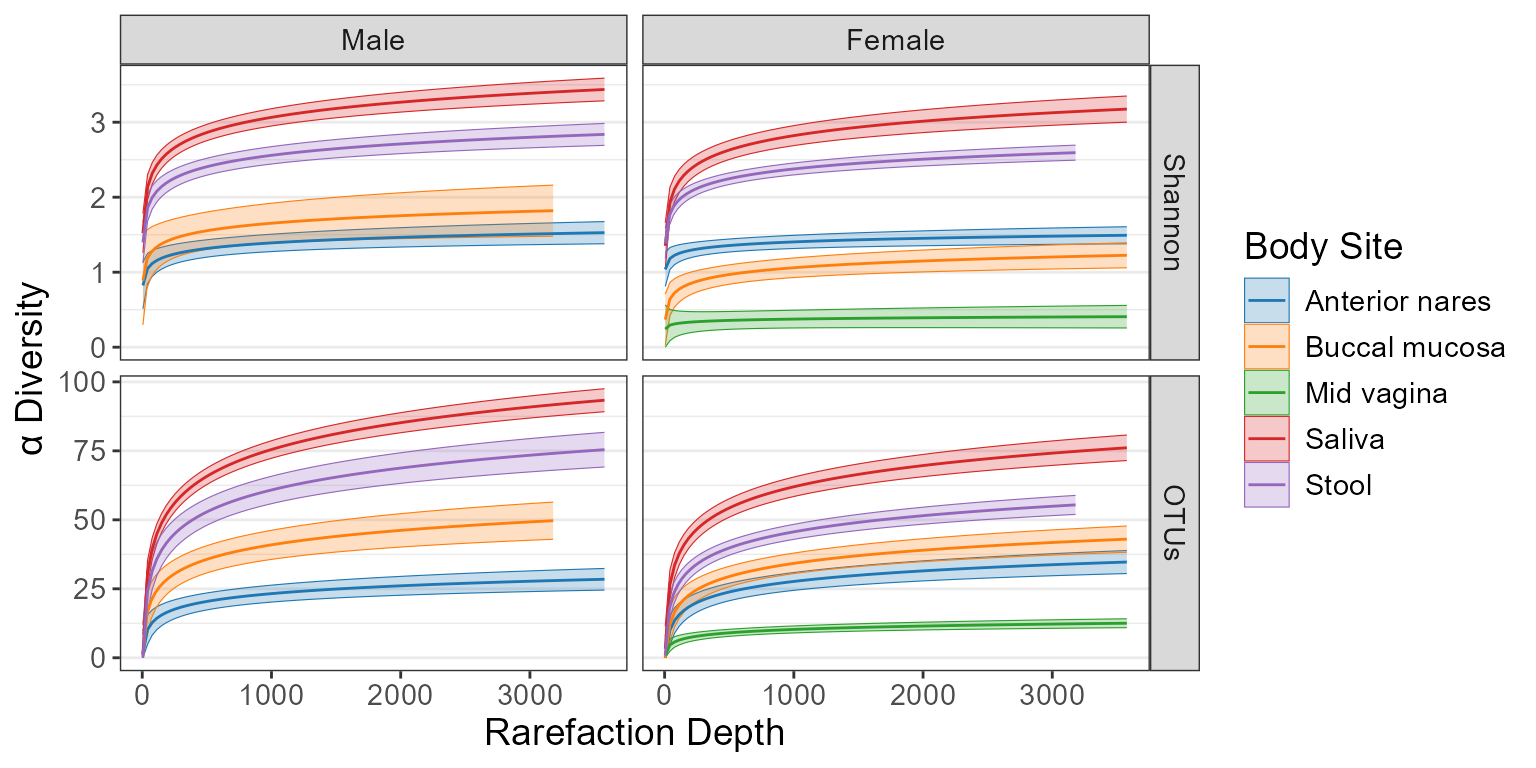 Male
Female
3
2
1
0
Shannon
α Diversity
100
75
50
25
0
OTUs
0
1000
2000
3000
0
1000
2000
3000
Rarefaction Depth
Body Site
Anterior nares
Buccal mucosa
Mid vagina
Saliva
Stool